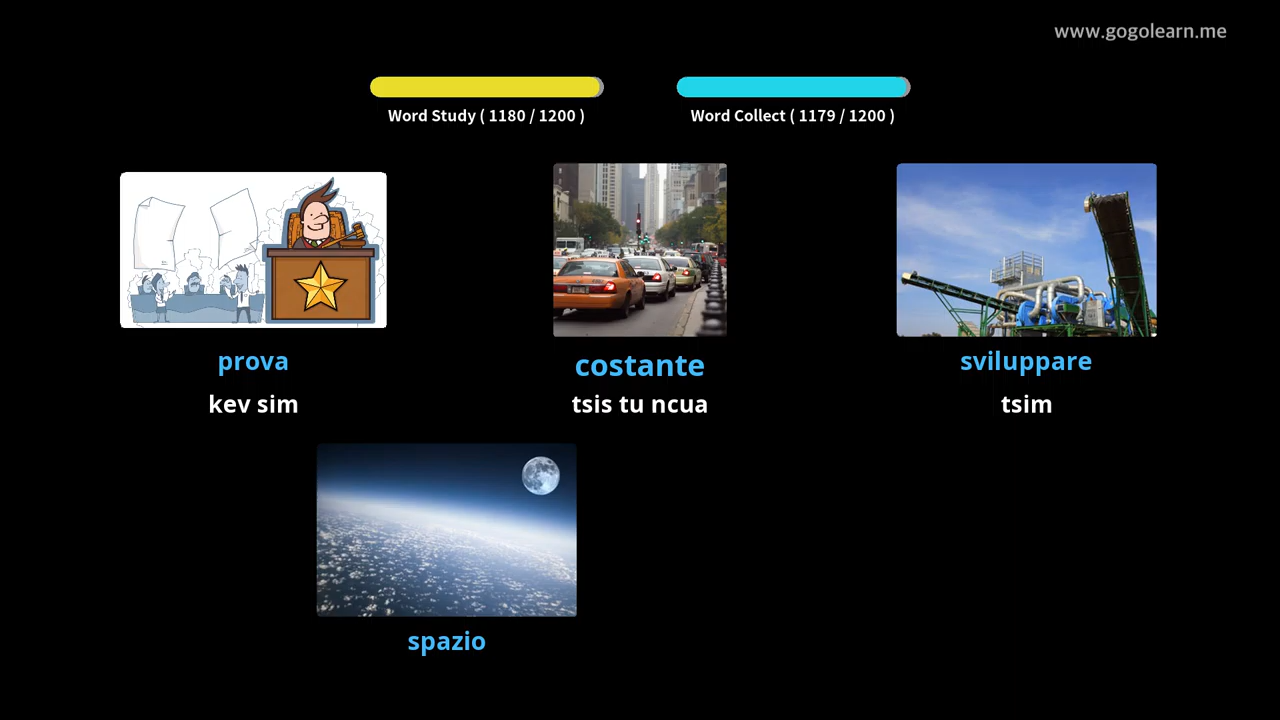 www.gogolearn.me
Word Study ( 1180 / 1200 )
Word Collect ( 1179 / 1200 )
prova
costante
sviluppare
kev sim
tsis tu ncua
tsim
spazio